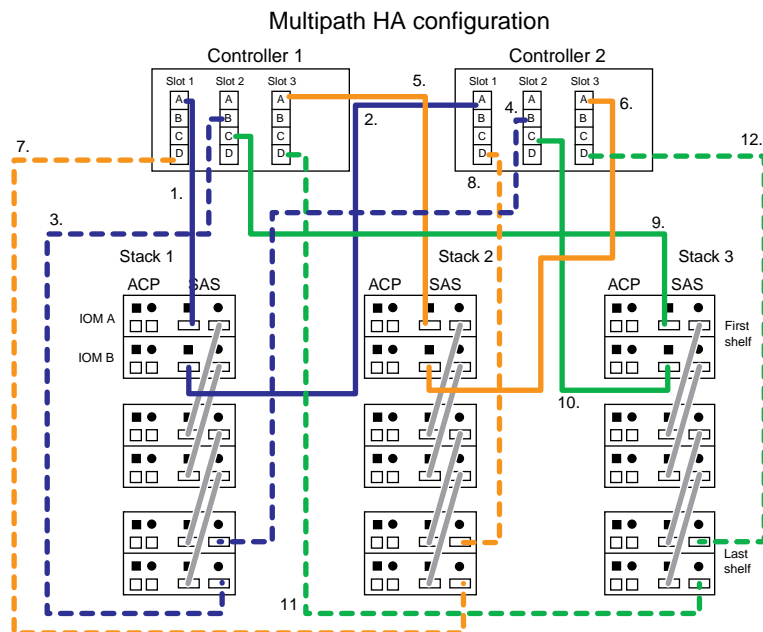 Multipath HA configuration
Controller 1
Controller 2
Slot 1 Slot 2 Slot 3
Slot 1 Slot 2 Slot 3
5.
A A A
A A A
6.
B B B
2.
4.
B B B
C C C
C C C
7.
12.
D D D
D D D
1.
8.
3.
9.
Stack 1
Stack 2
Stack 3
ACP SAS
ACP SAS
ACP SAS
IOM A
First
shelf
IOM B
10.
Last
shelf
11